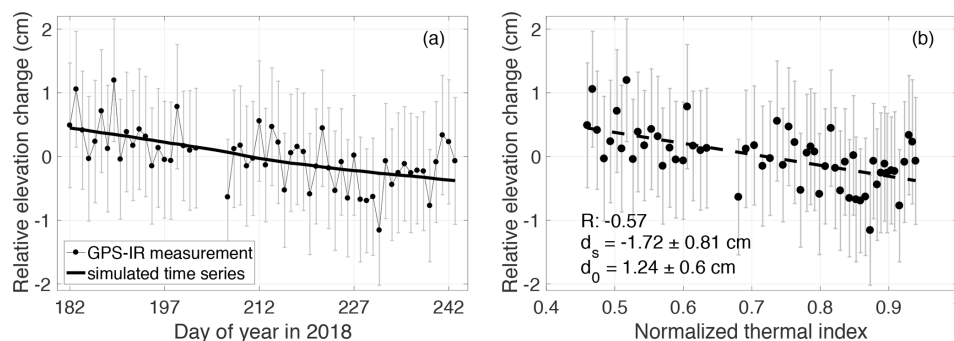 Relative elevation change (cm)
2
1
0
-1
-2
(a)
GPS-IR measurement
simulated time series
182 197 212 227 242
Day of year in 2018
Relative elevation change (cm)
2
1
0
-1
-2
(b)
R: -0.57
d_s = -1.72 ± 0.81 cm
d_0 = 1.24 ± 0.6 cm
0.4 0.5 0.6 0.7 0.8 0.9 1
Normalized thermal index